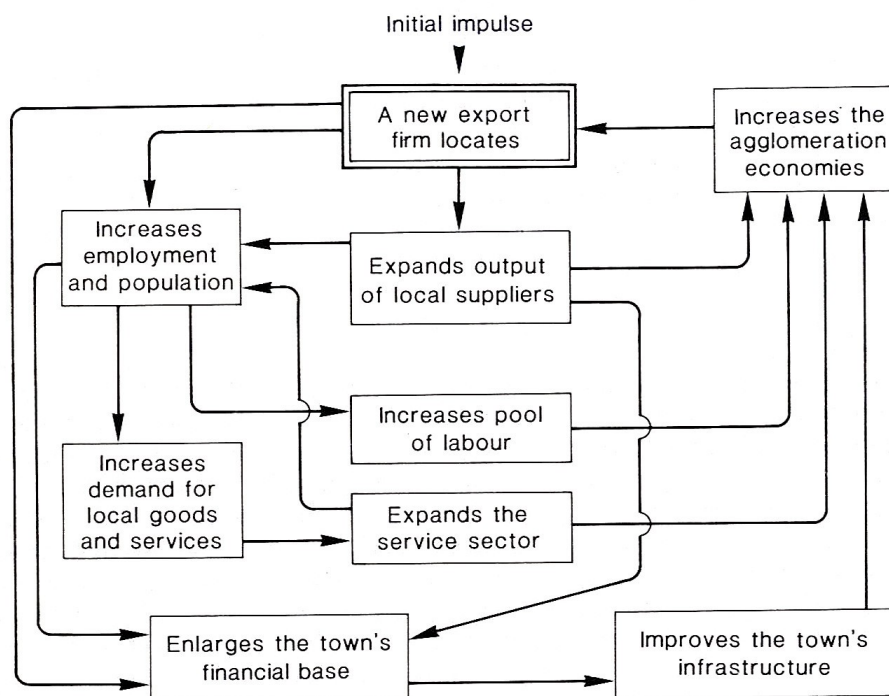 Initial impulse
A new export
firm locates
Increases the
agglomeration
economies
Increases
employment
and population
Expands output
of local suppliers
Increases pool
of labour
Increases
demand for
local goods
and services
Expands the
service sector
Enlarges the town's
financial base
Improves the town's
infrastructure